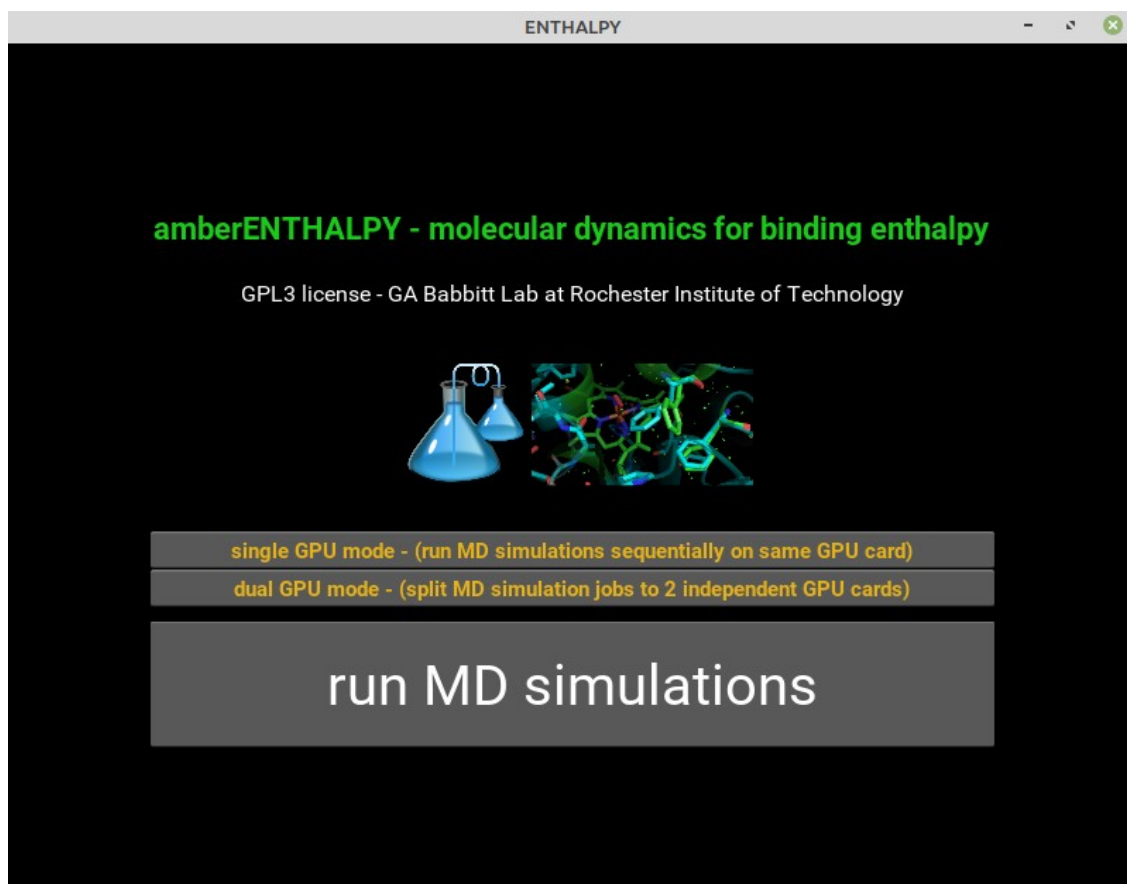 ENTHALPY
amberENTHALPY - molecular dynamics for binding enthalpy
GPL3 license - GA Babbitt Lab at Rochester Institute of Technology
single GPU mode - (run MD simulations sequentially on same GPU card)
dual GPU mode - (split MD simulation jobs to 2 independent GPU cards)
run MD simulations